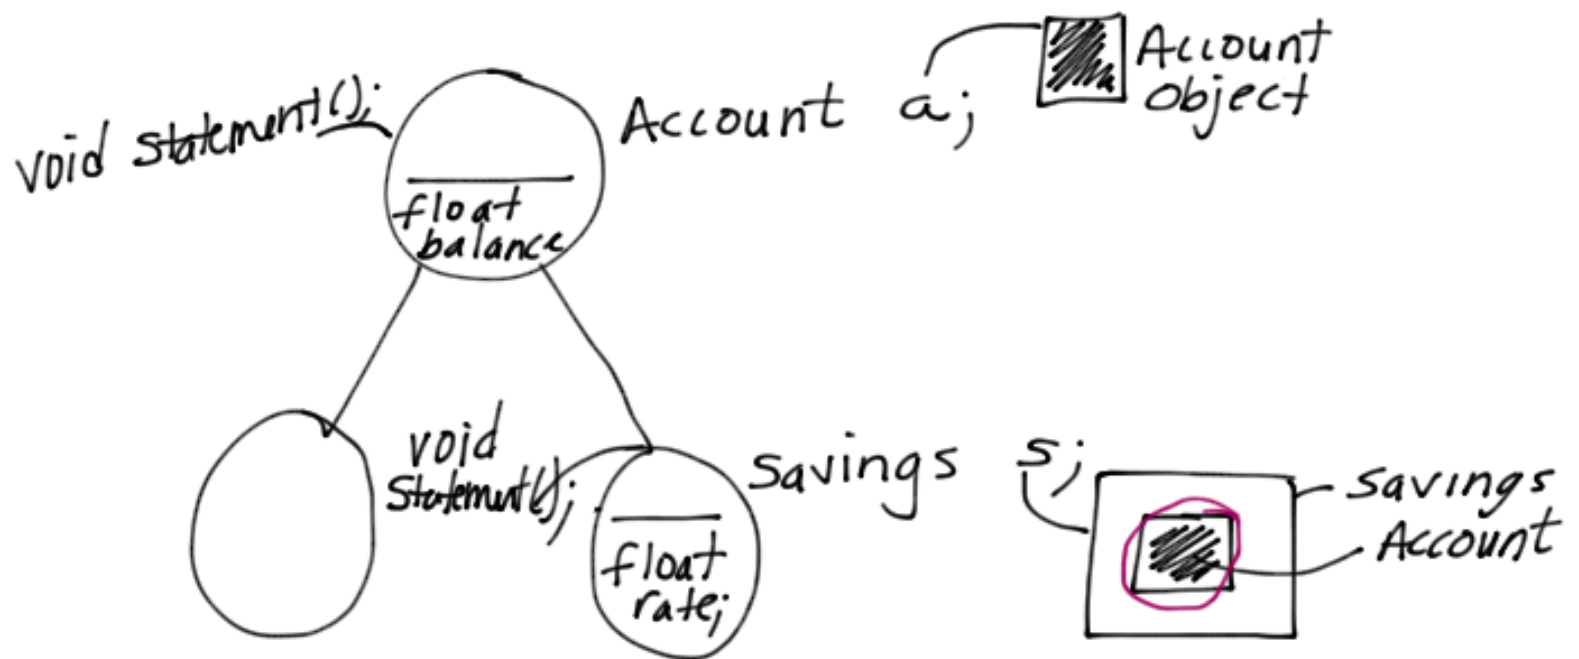 void statement();
Account a;
Account
Object
float
balance
void
Statement();
Savings s;
Savings
Account
float
rate;